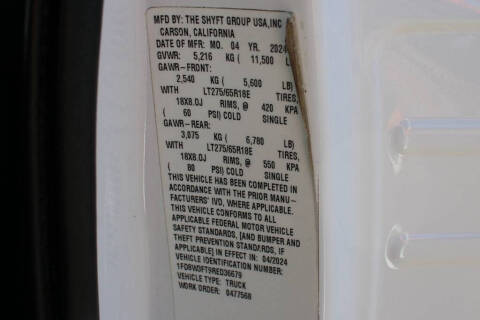 MFD BY: THE SHYFT GROUP USA, INC
CARSON, CALIFORNIA
DATE OF MFR: MO. 04 YR. 2024
GVWR: 5,216 KG ( 11,500 L
GAWR-FRONT:
2,540 KG ( 5,600 LB)
WITH LT275/65R18E TIRES,
18X8.0J RIMS, @ 420 KPA
( 60 PSI) COLD SINGLE
GAWR-REAR:
3,075 KG ( 6,780 LB)
WITH LT275/65R18E TIRES,
18X8.0J RIMS, @ 550 KPA
( 80 PSI) COLD SINGLE
THIS VEHICLE HAS BEEN COMPLETED IN
ACCORDANCE WITH THE PRIOR MANU-
FACTURERS' IVD, WHERE APPLICABLE.
THIS VEHICLE CONFORMS TO ALL
APPLICABLE FEDERAL MOTOR VEHICLE
SAFETY STANDARDS, [AND BUMPER AND
THEFT PREVENTION STANDARDS, IF
APPLICABLE] IN EFFECT IN: 04/2024
VEHICLE IDENTIFICATION NUMBER:
1FD8W3FT9RED36679
VEHICLE TYPE: TRUCK
WORK ORDER 0477568